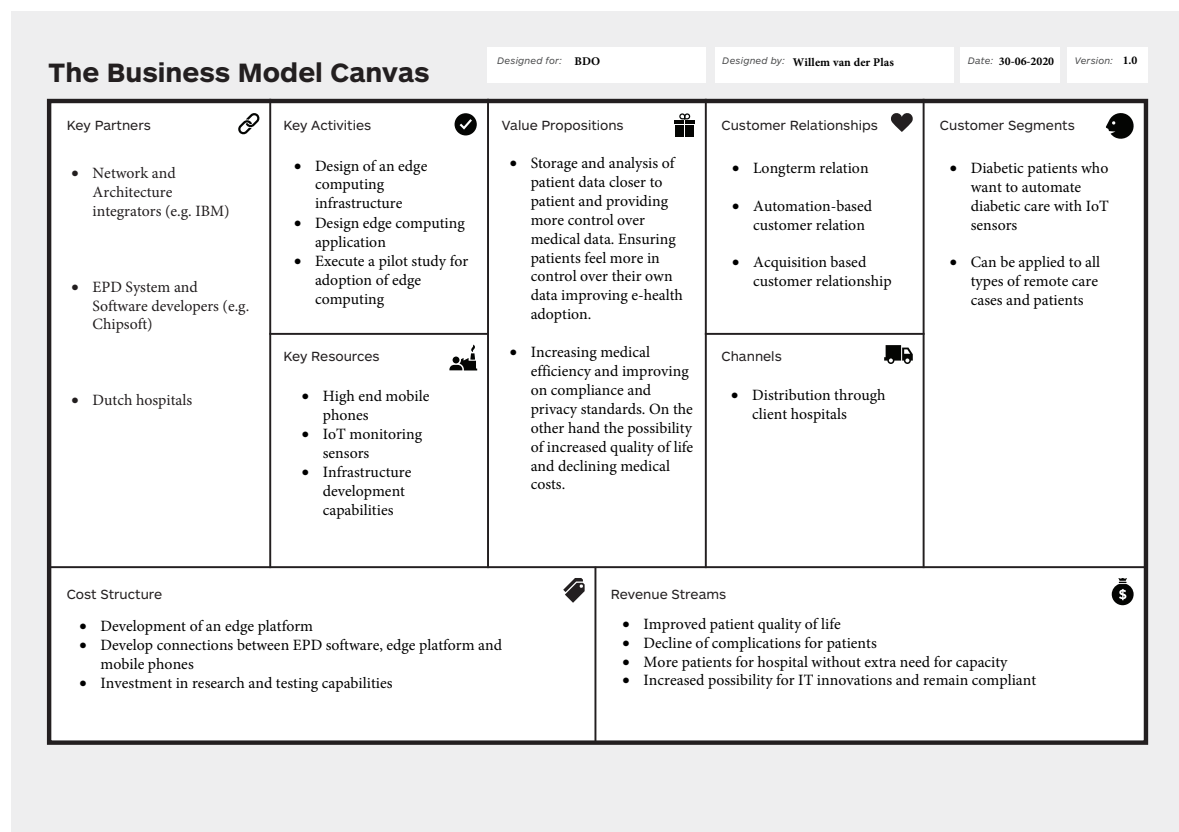 The Business Model Canvas
Designed for: BDO
Designed by: Willem van der Plas
Date: 30-06-2020
Version: 1.0
Key Partners
• Network and
Architecture
integrators (e.g. IBM)
• EPD System and
Software developers (e.g.
Chipsoft)
• Dutch hospitals
Key Activities
• Design of an edge
computing
infrastructure
• Design edge computing
application
• Execute a pilot study for
adoption of edge
computing
Key Resources
• High end mobile
phones
• IoT monitoring
sensors
• Infrastructure
development
capabilities
Value Propositions
• Storage and analysis of
patient data closer to
patient and providing
more control over
medical data. Ensuring
patients feel more in
control over their own
data improving e-health
adoption.
• Increasing medical
efficiency and improving
on compliance and
privacy standards. On the
other hand the possibility
of increased quality of life
and declining medical
costs.
Customer Relationships
• Longterm relation
• Automation-based
customer relation
• Acquisition based
customer relationship
Channels
• Distribution through
client hospitals
Customer Segments
• Diabetic patients who
want to automate
diabetic care with IoT
sensors
• Can be applied to all
types of remote care
cases and patients
Cost Structure
• Development of an edge platform
• Develop connections between EPD software, edge platform and
mobile phones
• Investment in research and testing capabilities
Revenue Streams
• Improved patient quality of life
• Decline of complications for patients
• More patients for hospital without extra need for capacity
• Increased possibility for IT innovations and remain compliant